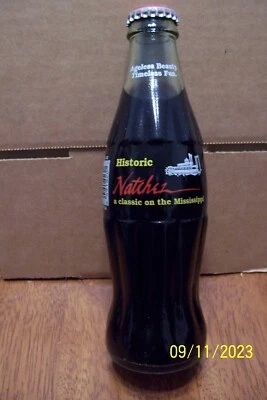 Ageless Beauty
Timeless Fun.
Historic
Natchez
a classic on the Mississippi
09/11/2023